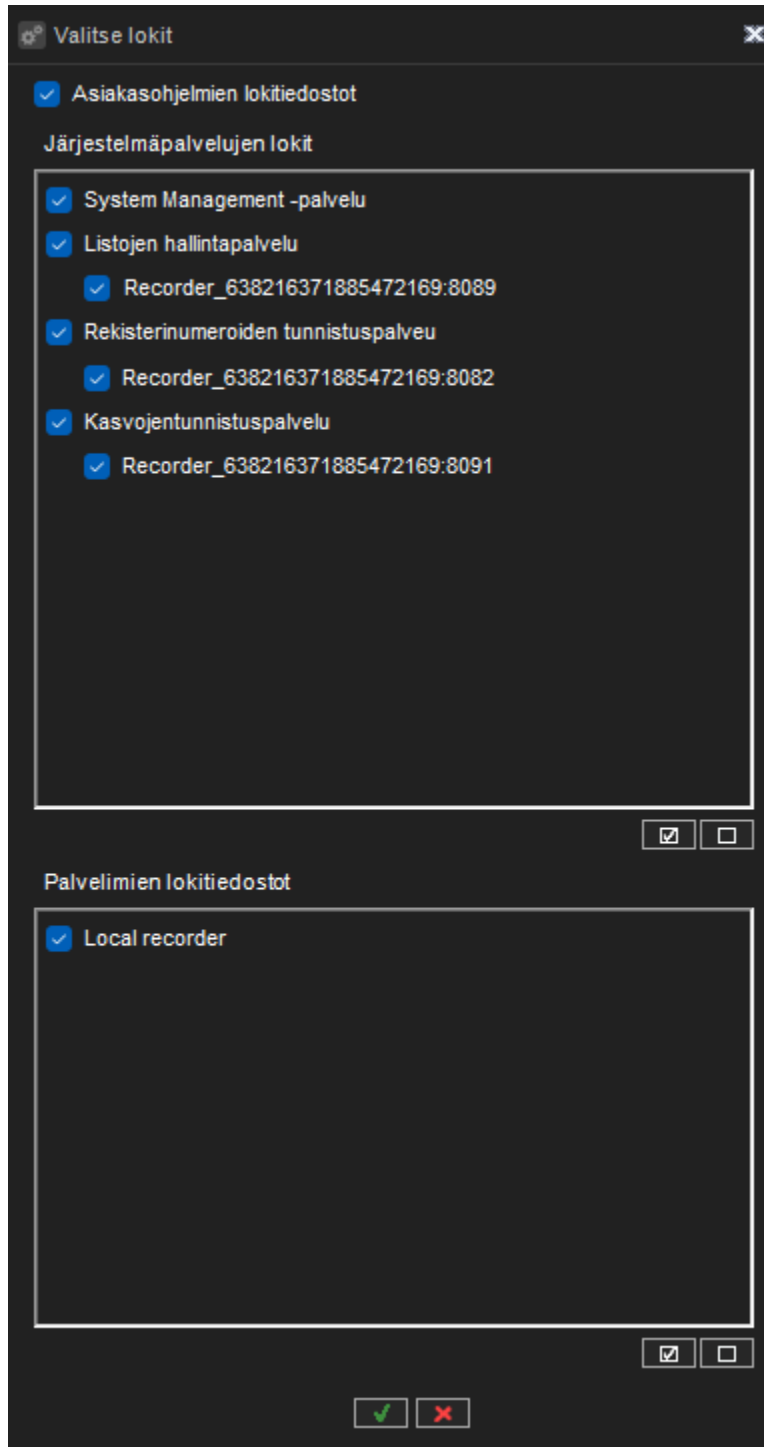 Valitse lokit
Asiakasohjelmien lokitiedostot
Järjestelmäpalvelujen lokit
System Management -palvelu
Listojen hallintapalvelu
Recorder_638216371885472169:8089
Rekisterinumeroiden tunnistuspalveu
Recorder_638216371885472169:8082
Kasvojentunnistuspalvelu
Recorder_638216371885472169:8091
Palvelimien lokitiedostot
Local recorder